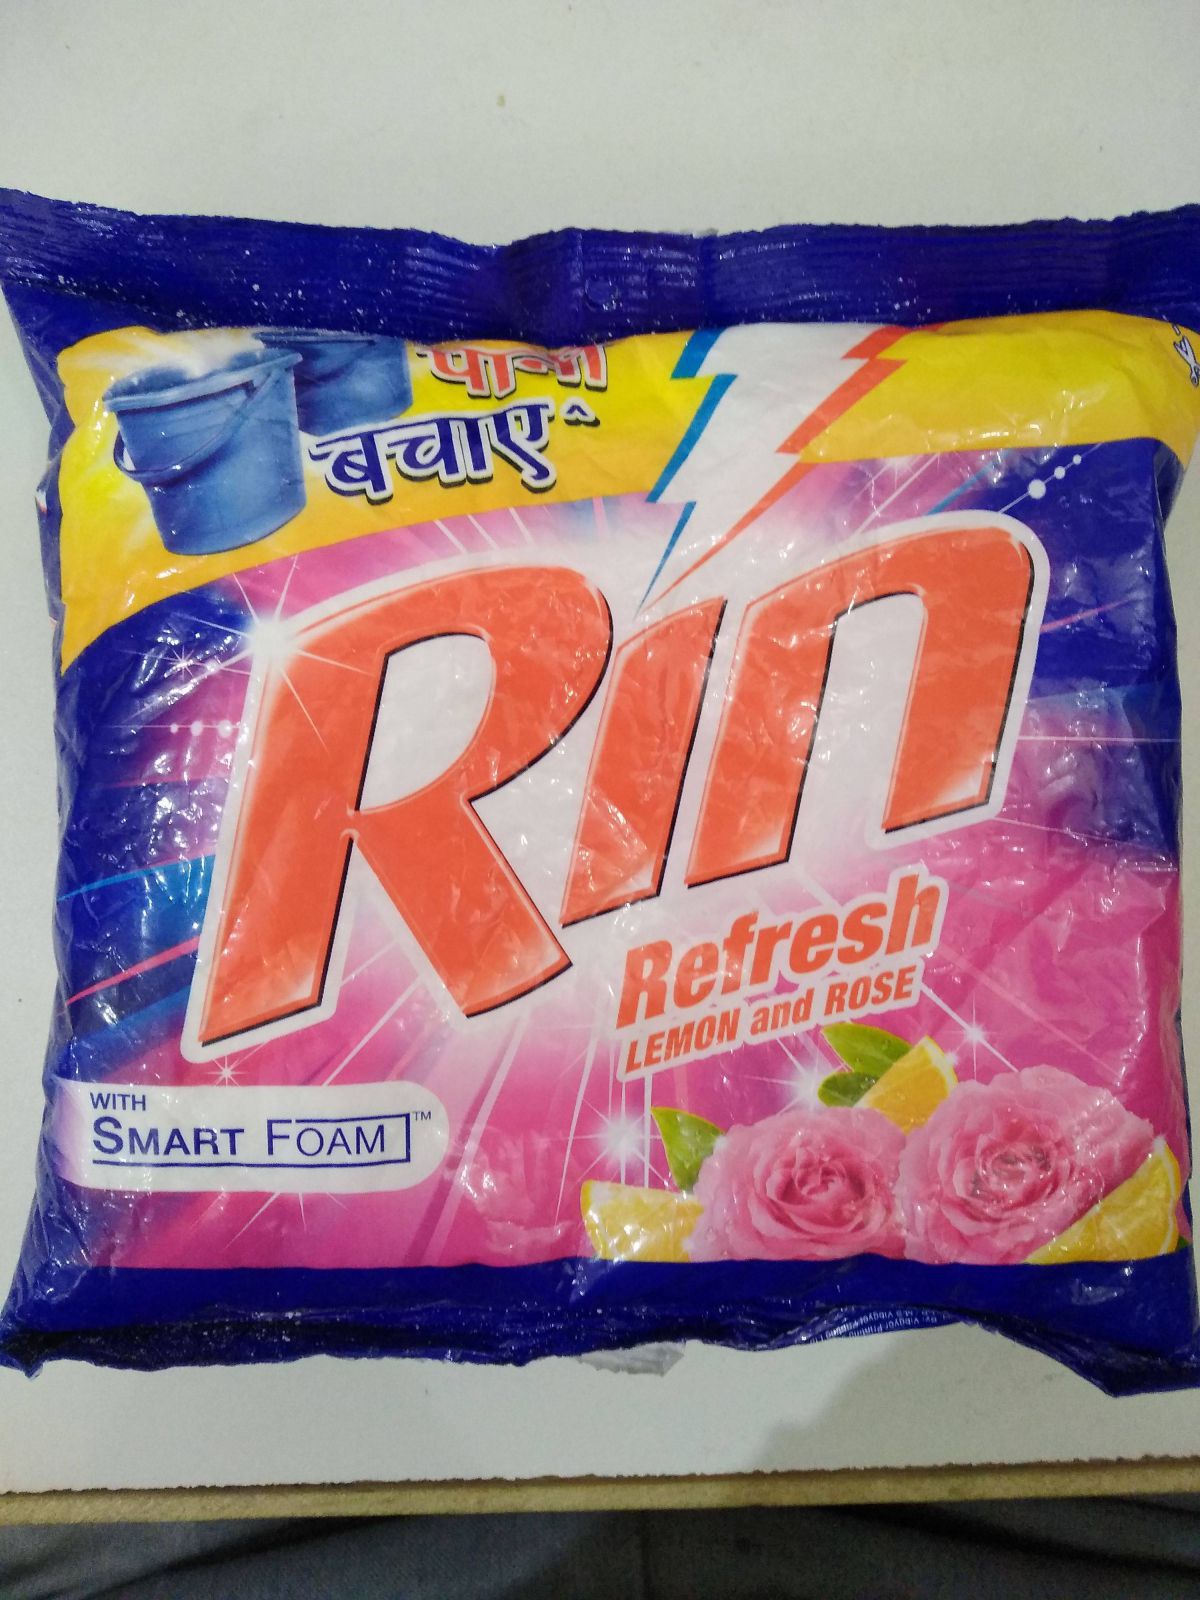 पानी
बचाए^
Rin
Refresh
LEMON and ROSE
WITH
SMART FOAM™